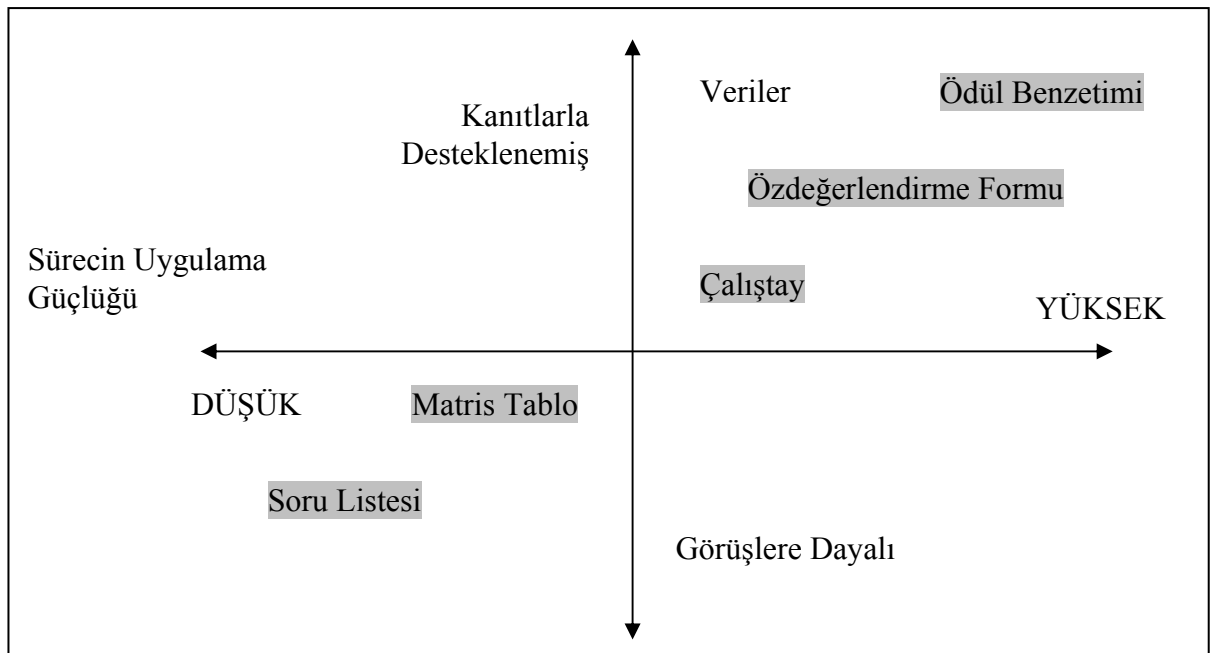 Veriler
Ödül Benzetimi
Kanıtlarla
Desteklenemiş
Özdeğerlendirme Formu
Sürecin Uygulama
Güçlüğü
Çalıştay
YÜKSEK
DÜŞÜK
Matris Tablo
Soru Listesi
Görüşlere Dayalı